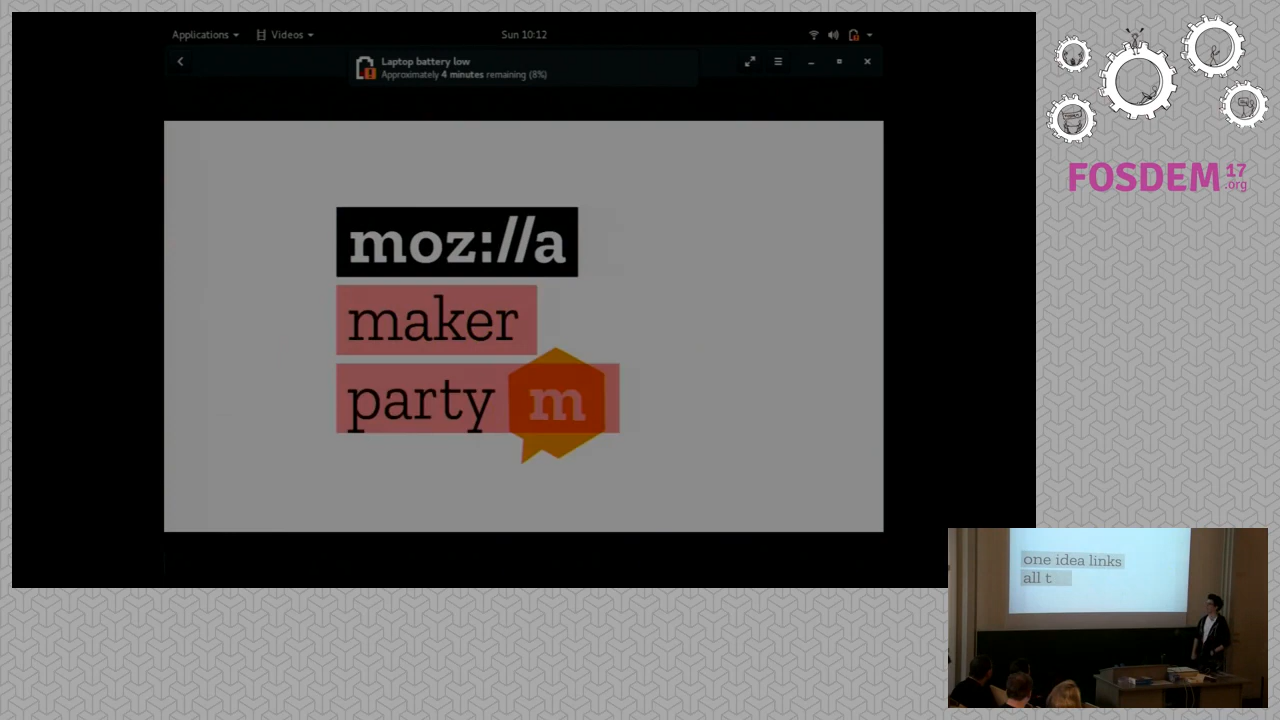 Applications Videos Sun 10:12
Laptop battery low
Approximately 4 minutes remaining (8%)
moz://a
maker
party m
FOSDEM 17
.org
one idea links
all t